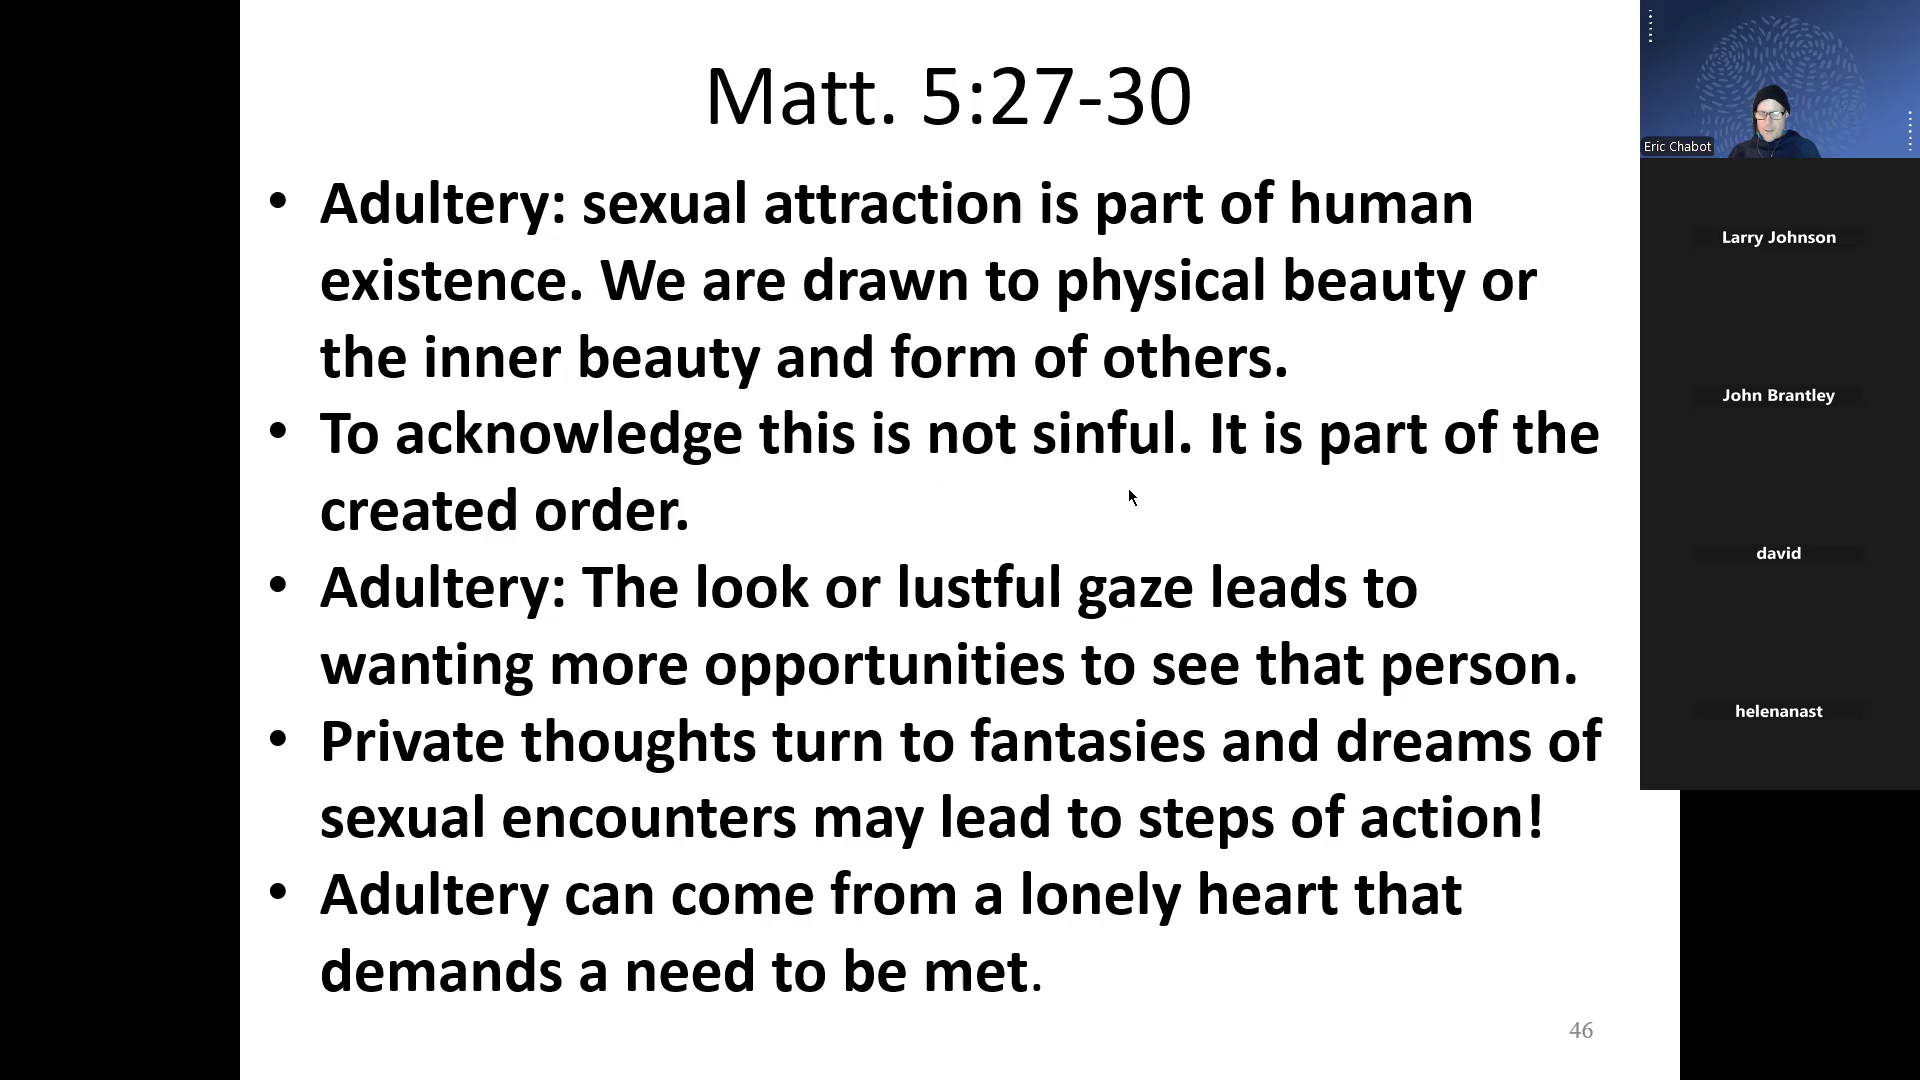 Matt. 5:27-30
• Adultery: sexual attraction is part of human
existence. We are drawn to physical beauty or
the inner beauty and form of others.
• To acknowledge this is not sinful. It is part of the
created order.
• Adultery: The look or lustful gaze leads to
wanting more opportunities to see that person.
• Private thoughts turn to fantasies and dreams of
sexual encounters may lead to steps of action!
• Adultery can come from a lonely heart that
demands a need to be met.
46
Eric Chabot
Larry Johnson
John Brantley
david
helenanast